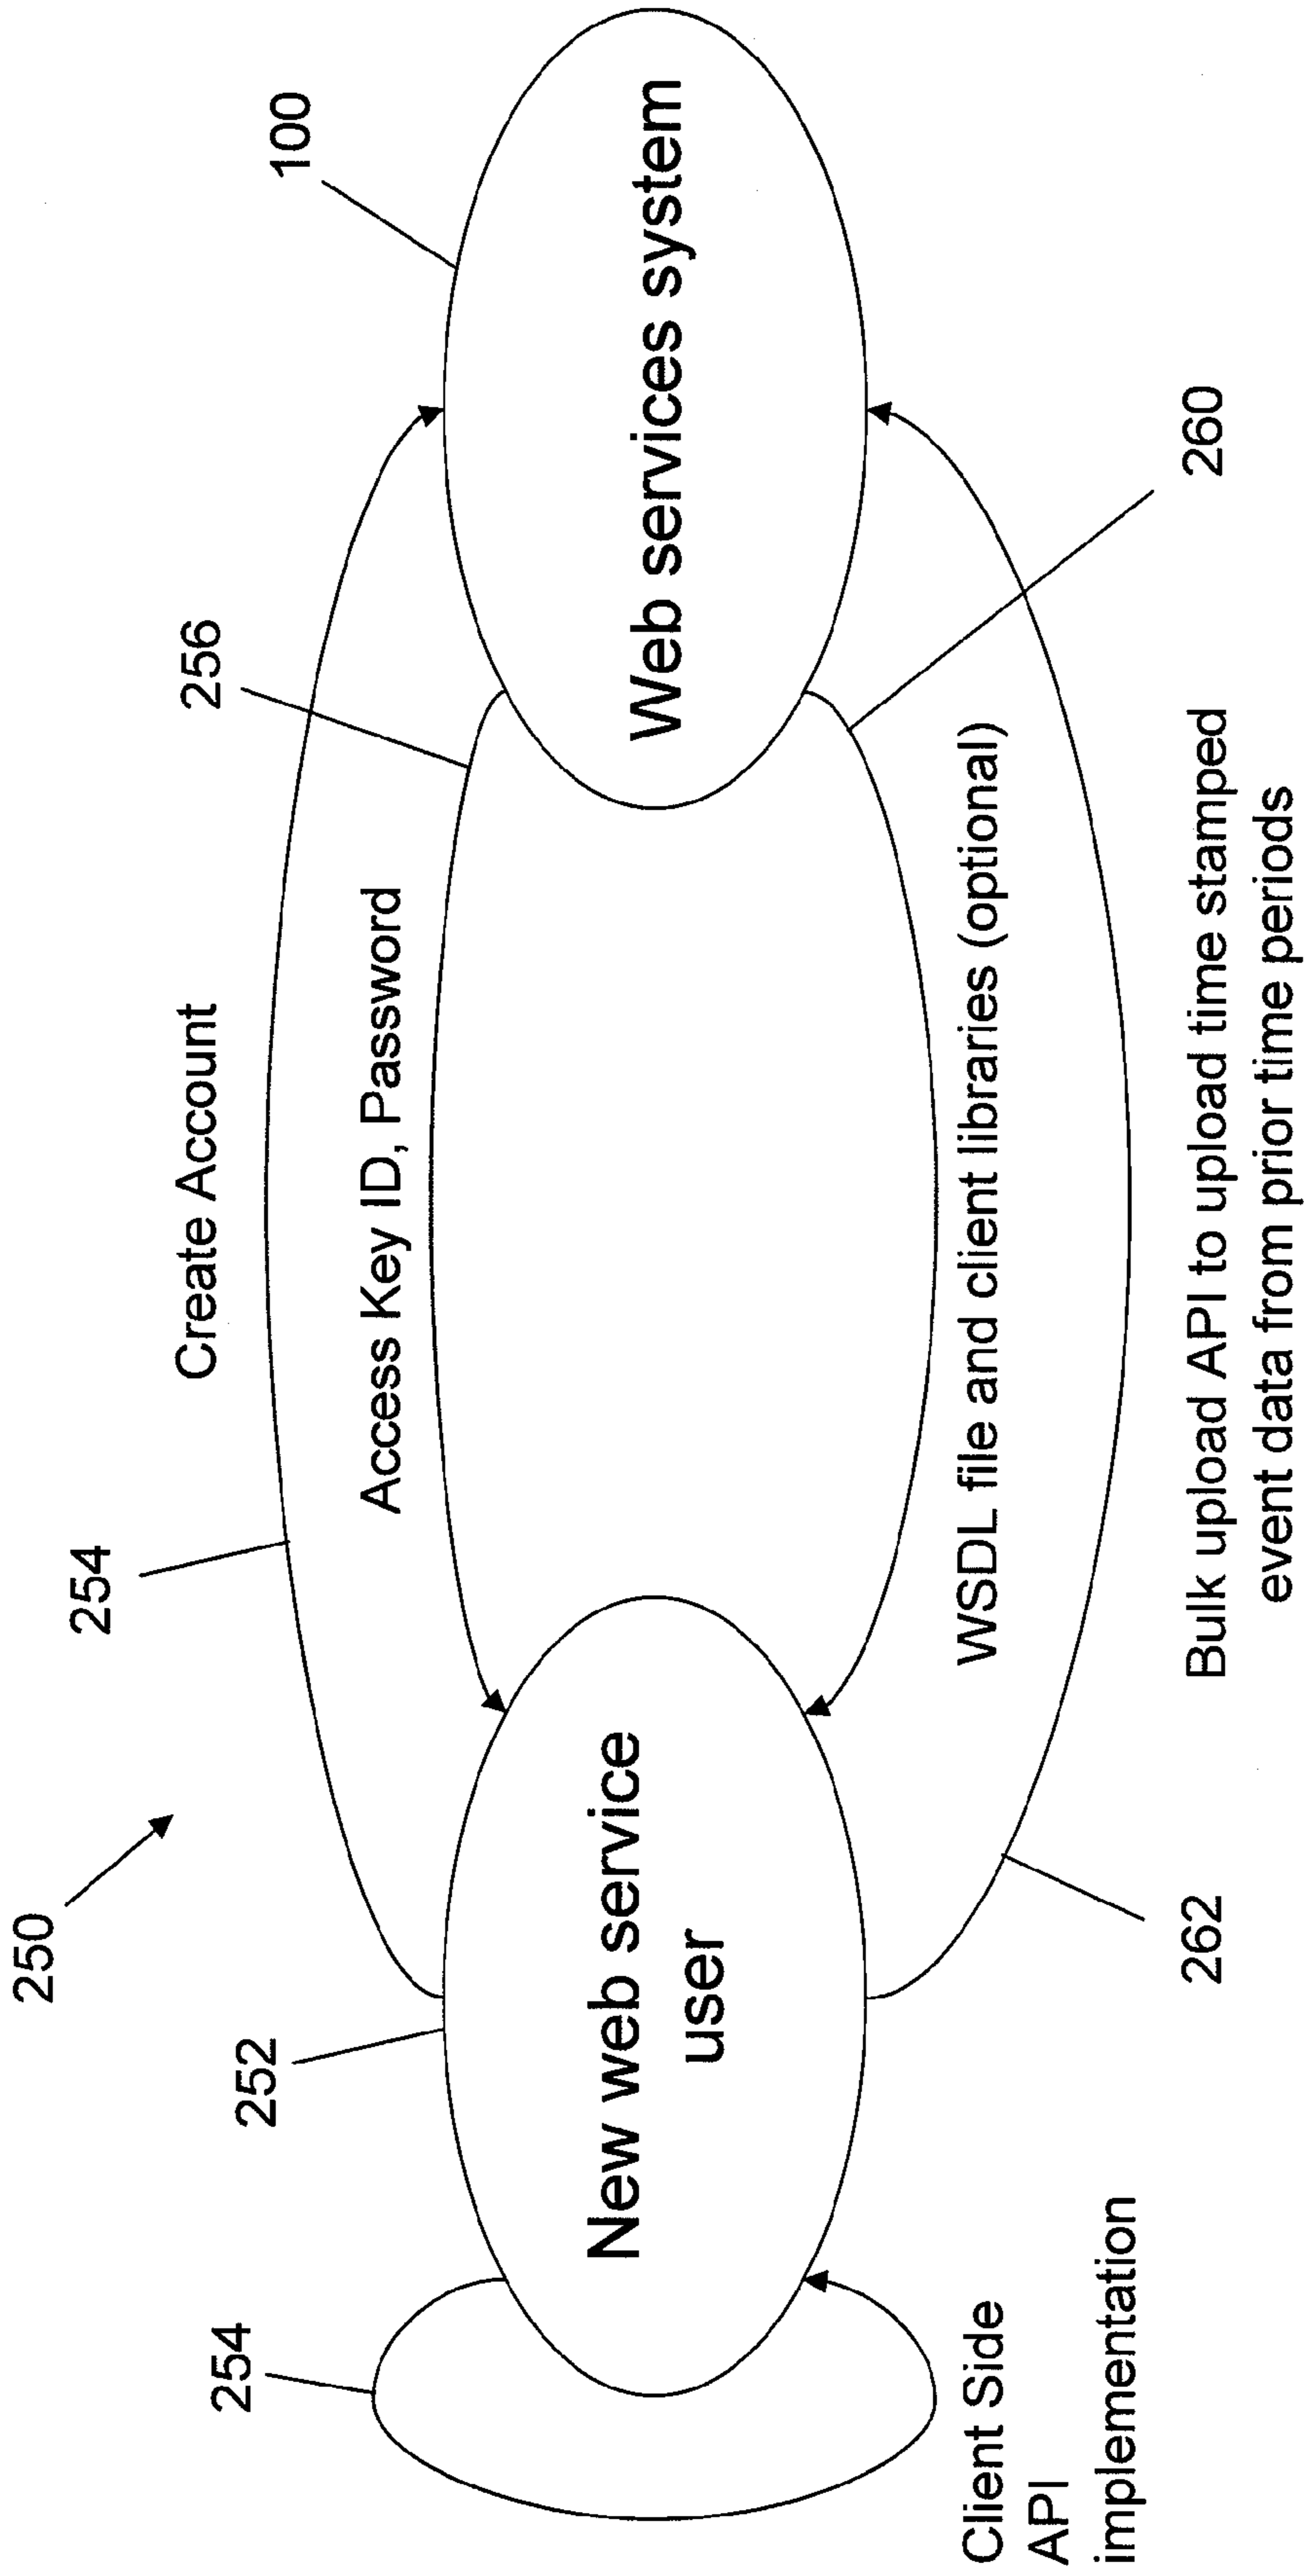 250
254
Create Account
256
100
252
254
Access Key ID, Password
New web service
user
Web services system
WSDL file and client libraries (optional)
Client Side
API
implementation
262
260
Bulk upload API to upload time stamped
event data from prior time periods